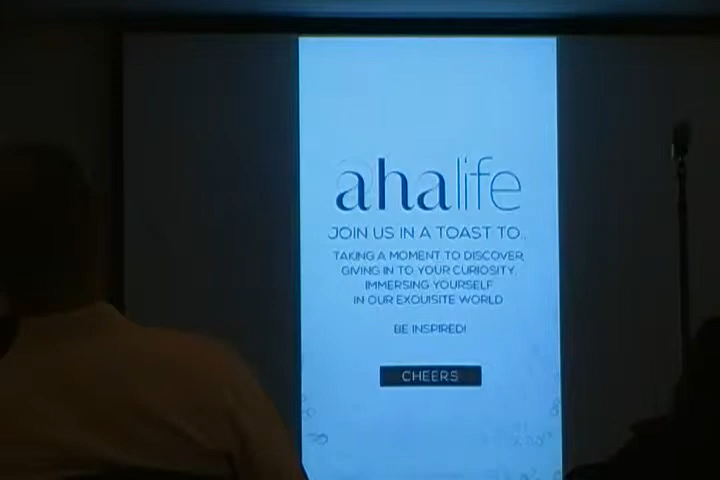 ahalife
JOIN US IN A TOAST TO..
TAKING A MOMENT TO DISCOVER,
GIVING IN TO YOUR CURIOSITY,
IMMERSING YOURSELF
IN OUR EXQUISITE WORLD
BE INSPIRED!
CHEERS